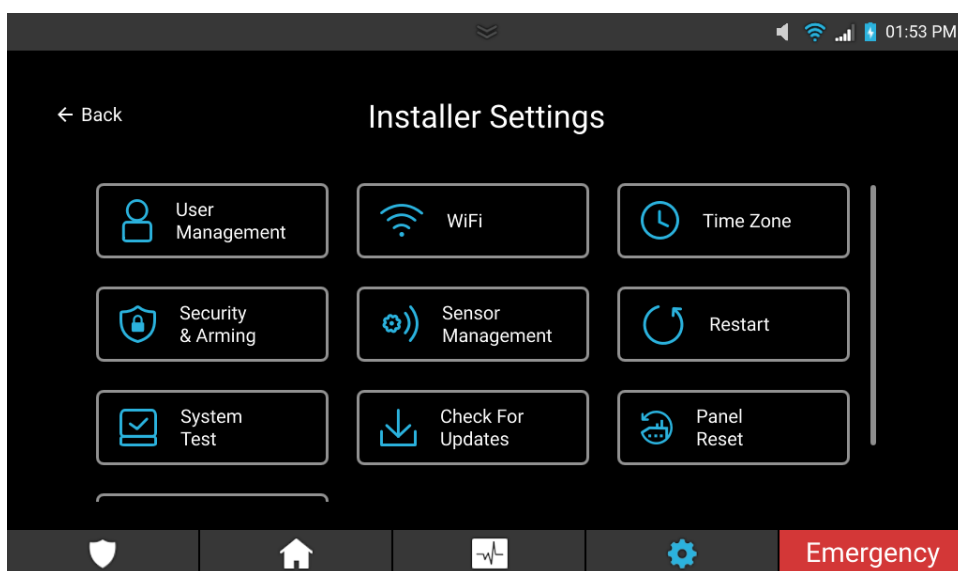 01:53 PM
← Back
Installer Settings
User
Management
WiFi
Time Zone
Security
& Arming
Sensor
Management
Restart
System
Test
Check For
Updates
Panel
Reset
Emergency